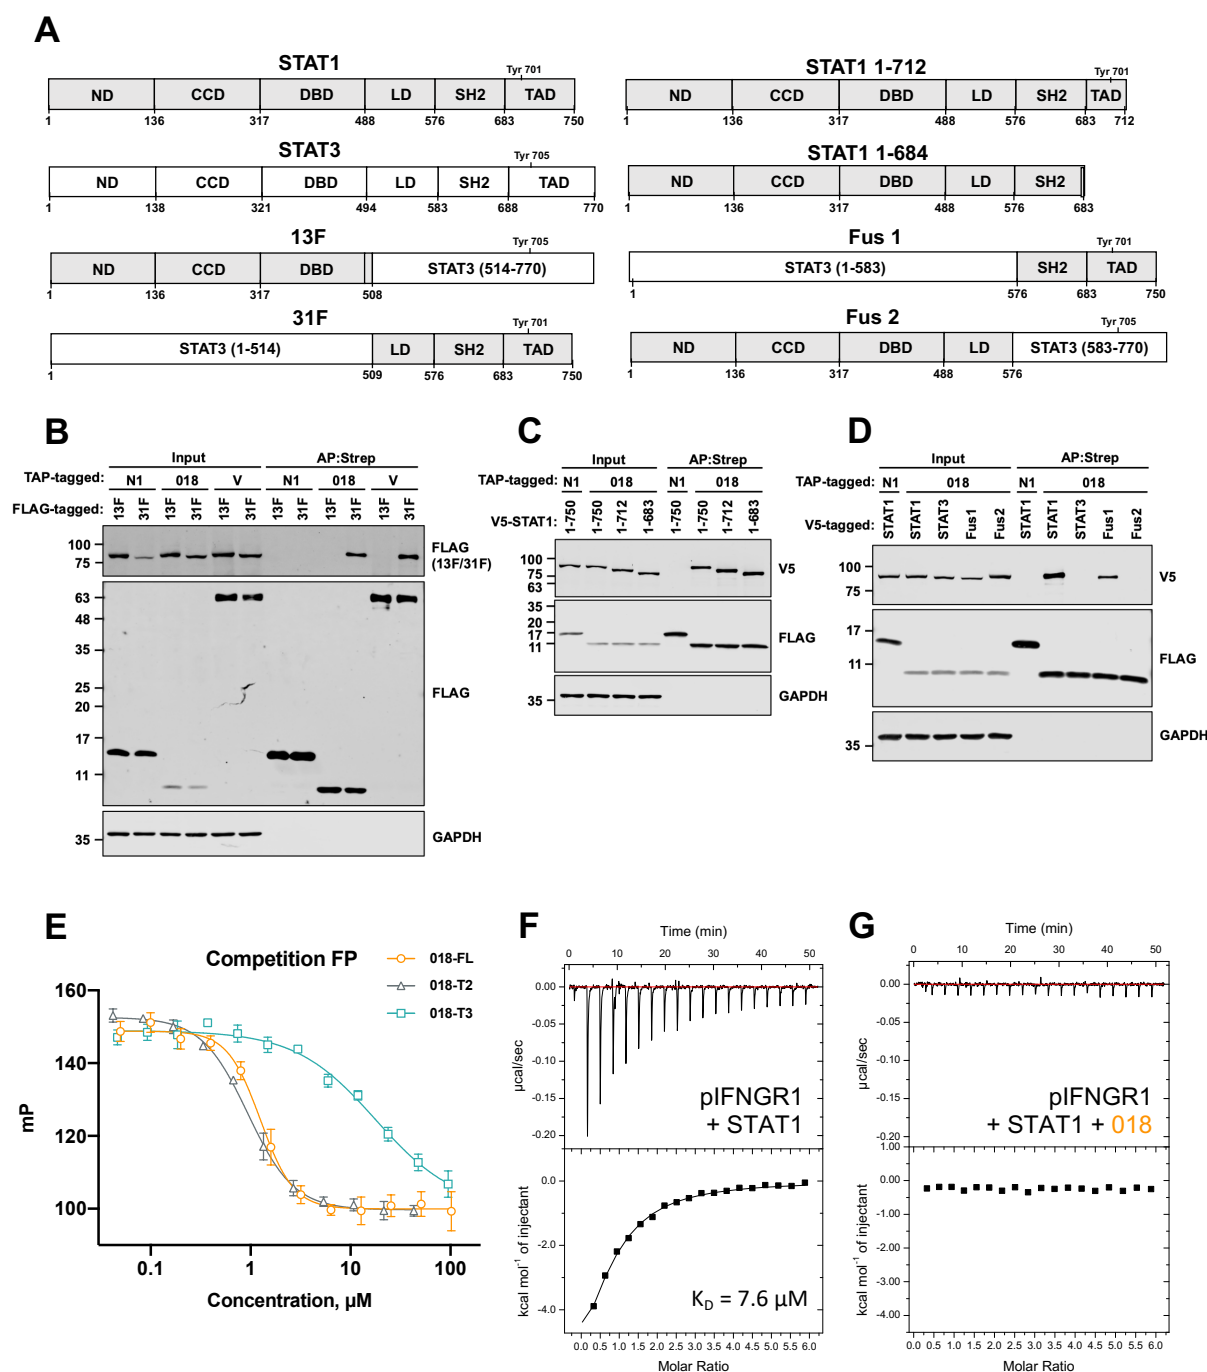 A
STAT1
Tyr 701
ND CCD DBD LD SH2 TAD
1 136 317 488 576 683 750
STAT3
Tyr 705
ND CCD DBD LD SH2 TAD
1 138 321 494 583 688 770
13F
Tyr 705
ND CCD DBD STAT3 (514-770)
1 136 317 508
31F
Tyr 701
STAT3 (1-514) LD SH2 TAD
1 509 576 683 750
STAT1 1-712
Tyr 701
ND CCD DBD LD SH2 TAD
1 136 317 488 576 683 712
STAT1 1-684
ND CCD DBD LD SH2
1 136 317 488 576 683
Fus 1
Tyr 701
STAT3 (1-583) SH2 TAD
1 576 683 750
Fus 2
Tyr 705
ND CCD DBD LD STAT3 (583-770)
1 136 317 488 576
B
Input AP:Strep
TAP-tagged: N1 018 V N1 018 V
FLAG-tagged: 13F 31F 13F 31F 13F 31F 13F 31F 13F 31F 13F 31F
100
75
FLAG
(13F/31F)
63
48
35
25
20
17
11
FLAG
35
GAPDH
C
Input AP:Strep
TAP-tagged: N1 018 N1 018
V5-STAT1: 1-750 1-750 1-712 1-683 1-750 1-750 1-712 1-683
100
75
63
V5
35
25
17
11
FLAG
35
GAPDH
D
Input AP:Strep
TAP-tagged: N1 018 N1 018
V5-tagged: STAT1 STAT1 STAT3 Fus1 Fus2 STAT1 STAT1 STAT3 Fus1 Fus2
100
75
V5
17
11
FLAG
35
GAPDH
E
Competition FP
018-FL
018-T2
018-T3
mP
160
140
120
100
0.1 1 10 100
Concentration, µM
F
Time (min)
0 10 20 30 40 50
µcal/sec
0.00
-0.05
-0.10
-0.15
-0.20
pIFNGR1
+ STAT1
kcal mol⁻¹ of injectant
0.00
-2.0
-4.0
K_D = 7.6 µM
0.0 0.5 1.0 1.5 2.0 2.5 3.0 3.5 4.0 4.5 5.0 5.5 6.0
Molar Ratio
G
Time (min)
0 10 20 30 40 50
µcal/sec
0.00
-0.05
-0.10
-0.15
-0.20
pIFNGR1
+ STAT1 + 018
kcal mol⁻¹ of injectant
1.00
0.00
-1.00
-2.00
-3.00
-4.00
0.0 0.5 1.0 1.5 2.0 2.5 3.0 3.5 4.0 4.5 5.0 5.5 6.0
Molar Ratio